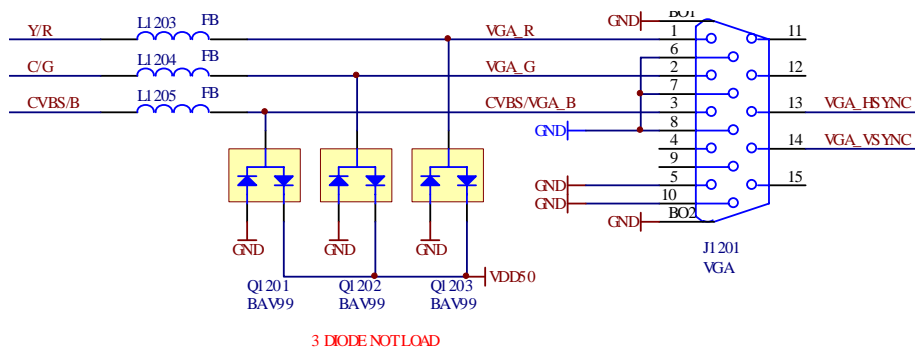 Y/R L1203 FB VGA_R GND BO1 1 11
6
C/G L1204 FB VGA_G 2 12
7
CVBS/B L1205 FB CVBS/VGA_B 3 13 VGA_HSYNC
GND 8
4 14 VGA_VSYNC
9
GND 5 15
GND 10
GND BO2
GND GND GND
J1201
VGA
VDD50
Q1201 Q1202 Q1203
BAV99 BAV99 BAV99
3 DIODE NOT LOAD